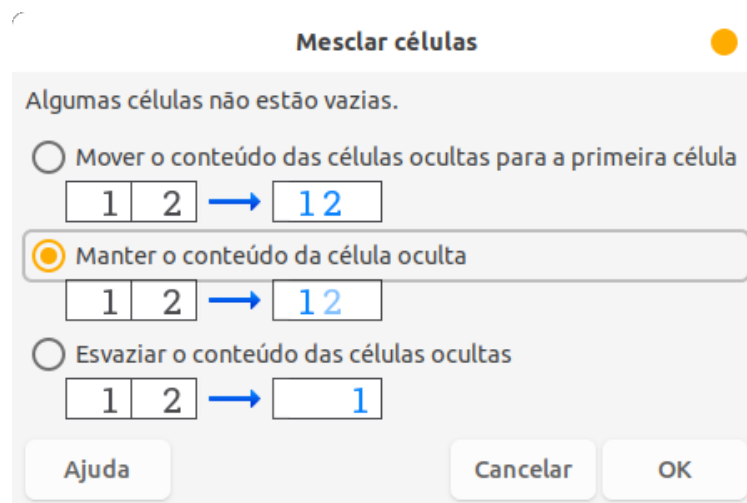 Mesclar células
Algumas células não estão vazias.
Mover o conteúdo das células ocultas para a primeira célula
1 2 12
Manter o conteúdo da célula oculta
1 2 12
Esvaziar o conteúdo das células ocultas
1 2 1
Ajuda Cancelar OK